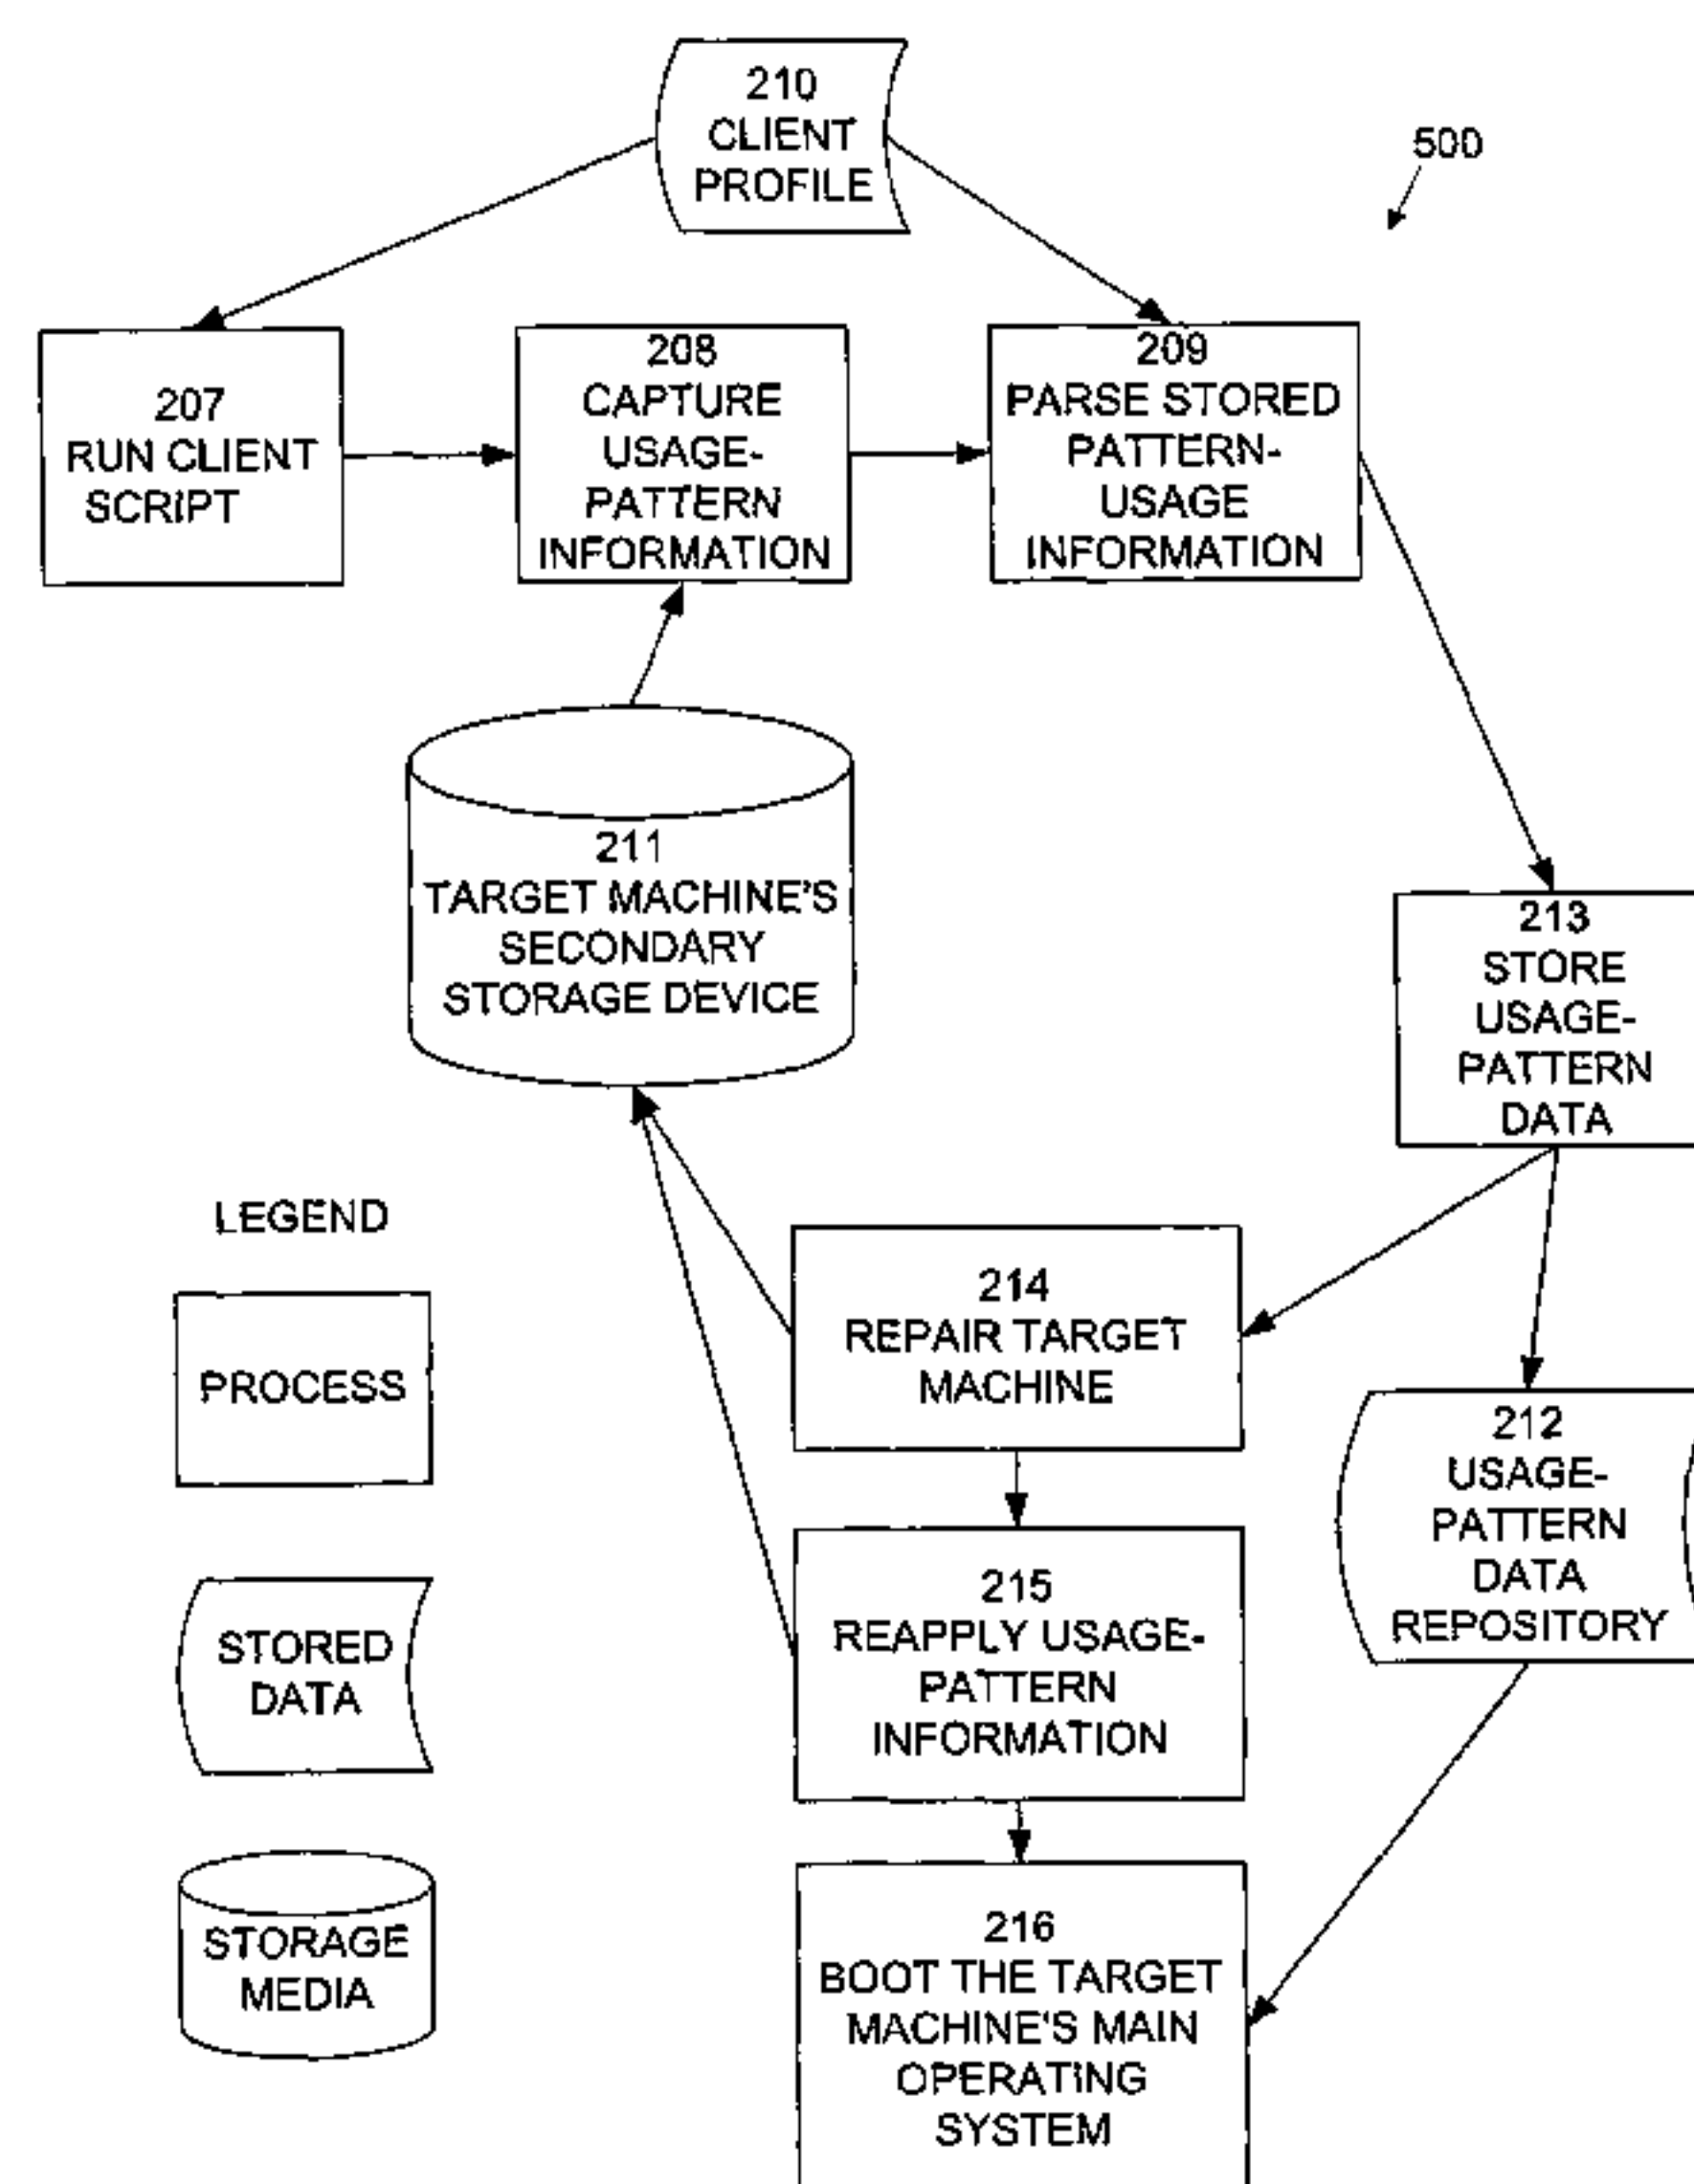 210
CLIENT
PROFILE
500
207
RUN CLIENT
SCRIPT
208
CAPTURE
USAGE-
PATTERN
INFORMATION
209
PARSE STORED
PATTERN-
USAGE
INFORMATION
211
TARGET MACHINE'S
SECONDARY
STORAGE DEVICE
213
STORE
USAGE-
PATTERN
DATA
LEGEND
PROCESS
STORED
DATA
STORAGE
MEDIA
214
REPAIR TARGET
MACHINE
212
USAGE-
PATTERN
DATA
REPOSITORY
215
REAPPLY USAGE-
PATTERN
INFORMATION
216
BOOT THE TARGET
MACHINE'S MAIN
OPERATING
SYSTEM